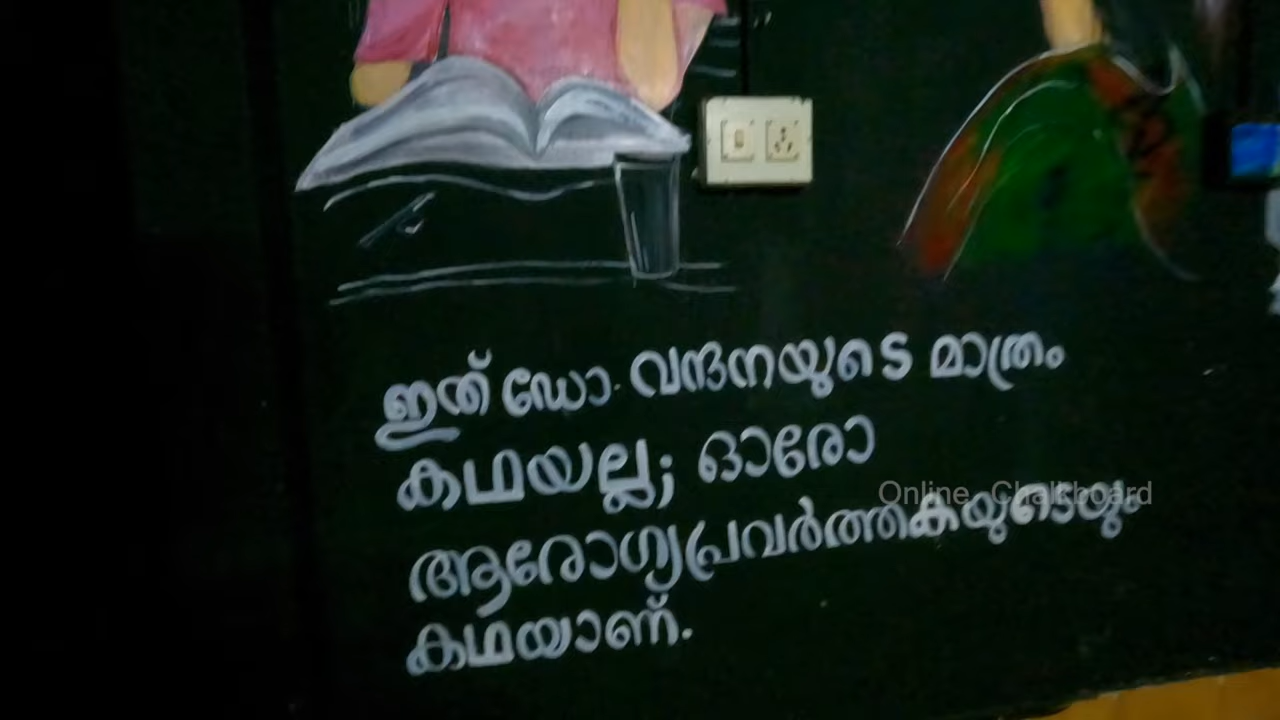 ഇത് ഡോ. വന്ദനയുടെ മാത്രം
കഥയല്ല; ഓരോ
Online Chalkboard
ആരോഗ്യപ്രവർത്തകയുടെയും
കഥയാണ്.